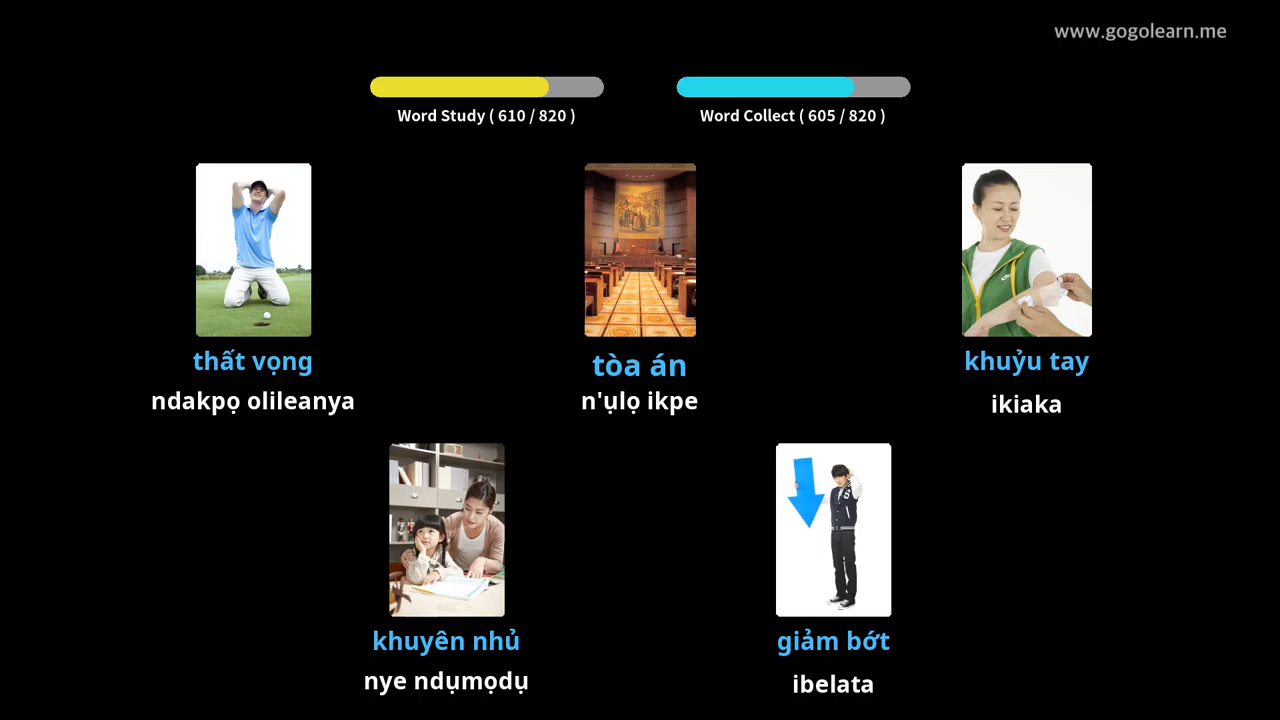 www.gogolearn.me
Word Study ( 610 / 820 )
Word Collect ( 605 / 820 )
thất vọng
ndakpọ olileanya
tòa án
n'ụlọ ikpe
khuỷu tay
ikiaka
khuyên nhủ
nye ndụmọdụ
giảm bớt
ibelata